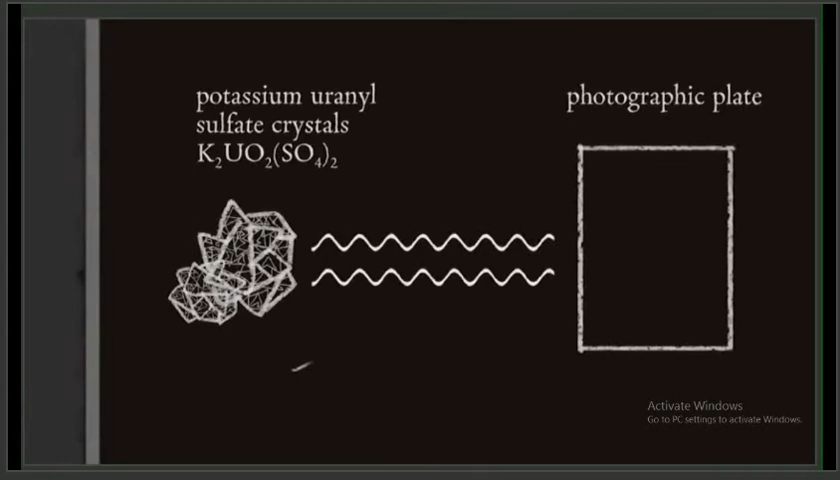 potassium uranyl
sulfate crystals
K₂UO₂(SO₄)₂
photographic plate
Activate Windows
Go to PC settings to activate Windows.